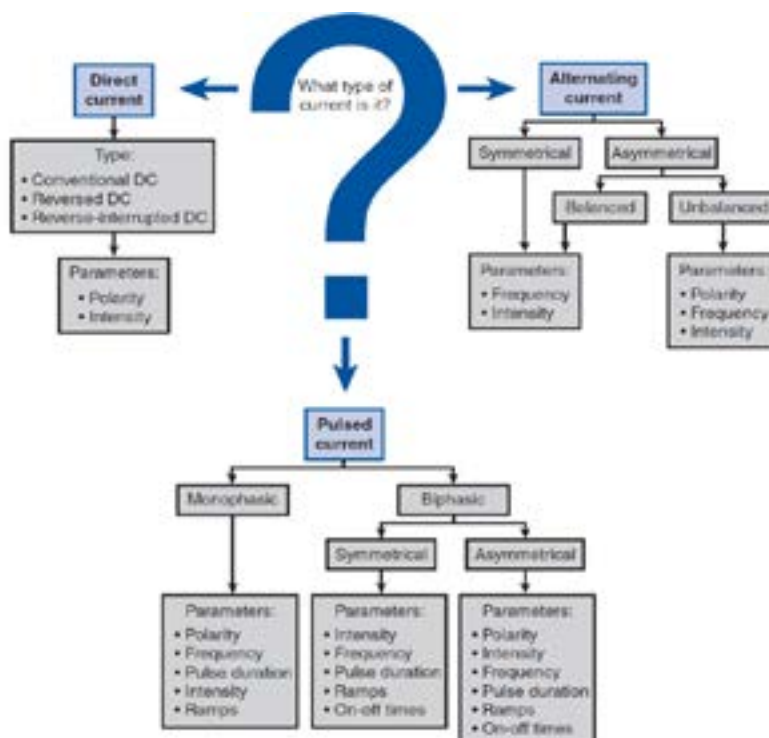 What type of
current is it?
Direct
current
Type:
• Conventional DC
• Reversed DC
• Reverse-interrupted DC
Parameters:
• Polarity
• Intensity
Alternating
current
Symmetrical
Asymmetrical
Balanced
Unbalanced
Parameters:
• Frequency
• Intensity
Parameters:
• Polarity
• Frequency
• Intensity
Pulsed
current
Monophasic
Biphasic
Symmetrical
Asymmetrical
Parameters:
• Polarity
• Frequency
• Pulse duration
• Intensity
• Ramps
Parameters:
• Intensity
• Frequency
• Pulse duration
• Ramps
• On-off times
Parameters:
• Polarity
• Intensity
• Frequency
• Pulse duration
• Ramps
• On-off times